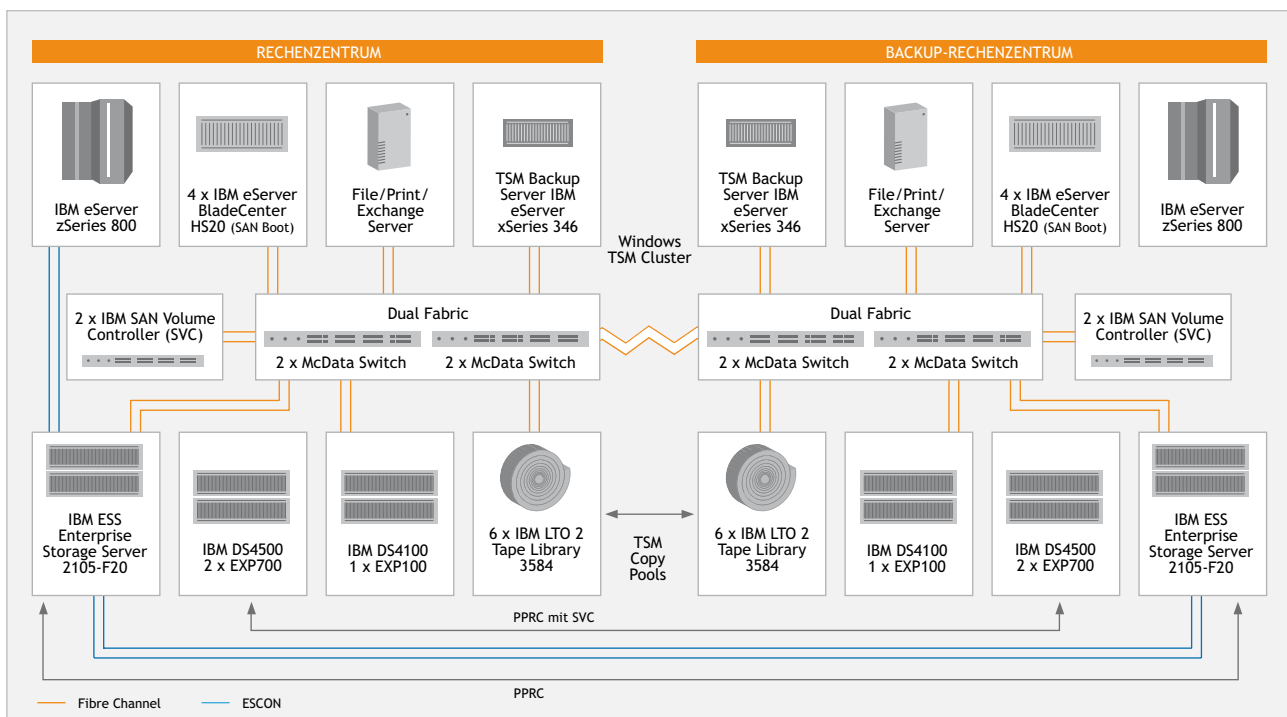 RECHENZENTRUM
BACKUP-RECHENZENTRUM
IBM eServer
zSeries 800
4 x IBM eServer
BladeCenter
HS20 (SAN Boot)
File/Print/
Exchange
Server
TSM Backup
Server IBM
eServer
xSeries 346
Windows
TSM Cluster
TSM Backup
Server IBM
eServer
xSeries 346
File/Print/
Exchange
Server
4 x IBM eServer
BladeCenter
HS20 (SAN Boot)
IBM eServer
zSeries 800
2 x IBM SAN Volume
Controller (SVC)
Dual Fabric
2 x McData Switch
2 x McData Switch
Dual Fabric
2 x McData Switch
2 x McData Switch
2 x IBM SAN Volume
Controller (SVC)
IBM ESS
Enterprise
Storage Server
2105-F20
IBM DS4500
2 x EXP700
IBM DS4100
1 x EXP100
6 x IBM LTO 2
Tape Library
3584
TSM
Copy
Pools
6 x IBM LTO 2
Tape Library
3584
IBM DS4100
1 x EXP100
IBM DS4500
2 x EXP700
IBM ESS
Enterprise
Storage Server
2105-F20
PPRC mit SVC
PPRC
Fibre Channel
ESCON